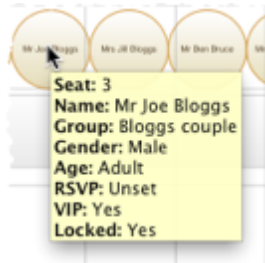 Mr Joe Bloggs Mrs Jill Bloggs Mr Ben Bruce
Seat: 3
Name: Mr Joe Bloggs
Group: Bloggs couple
Gender: Male
Age: Adult
RSVP: Unset
VIP: Yes
Locked: Yes